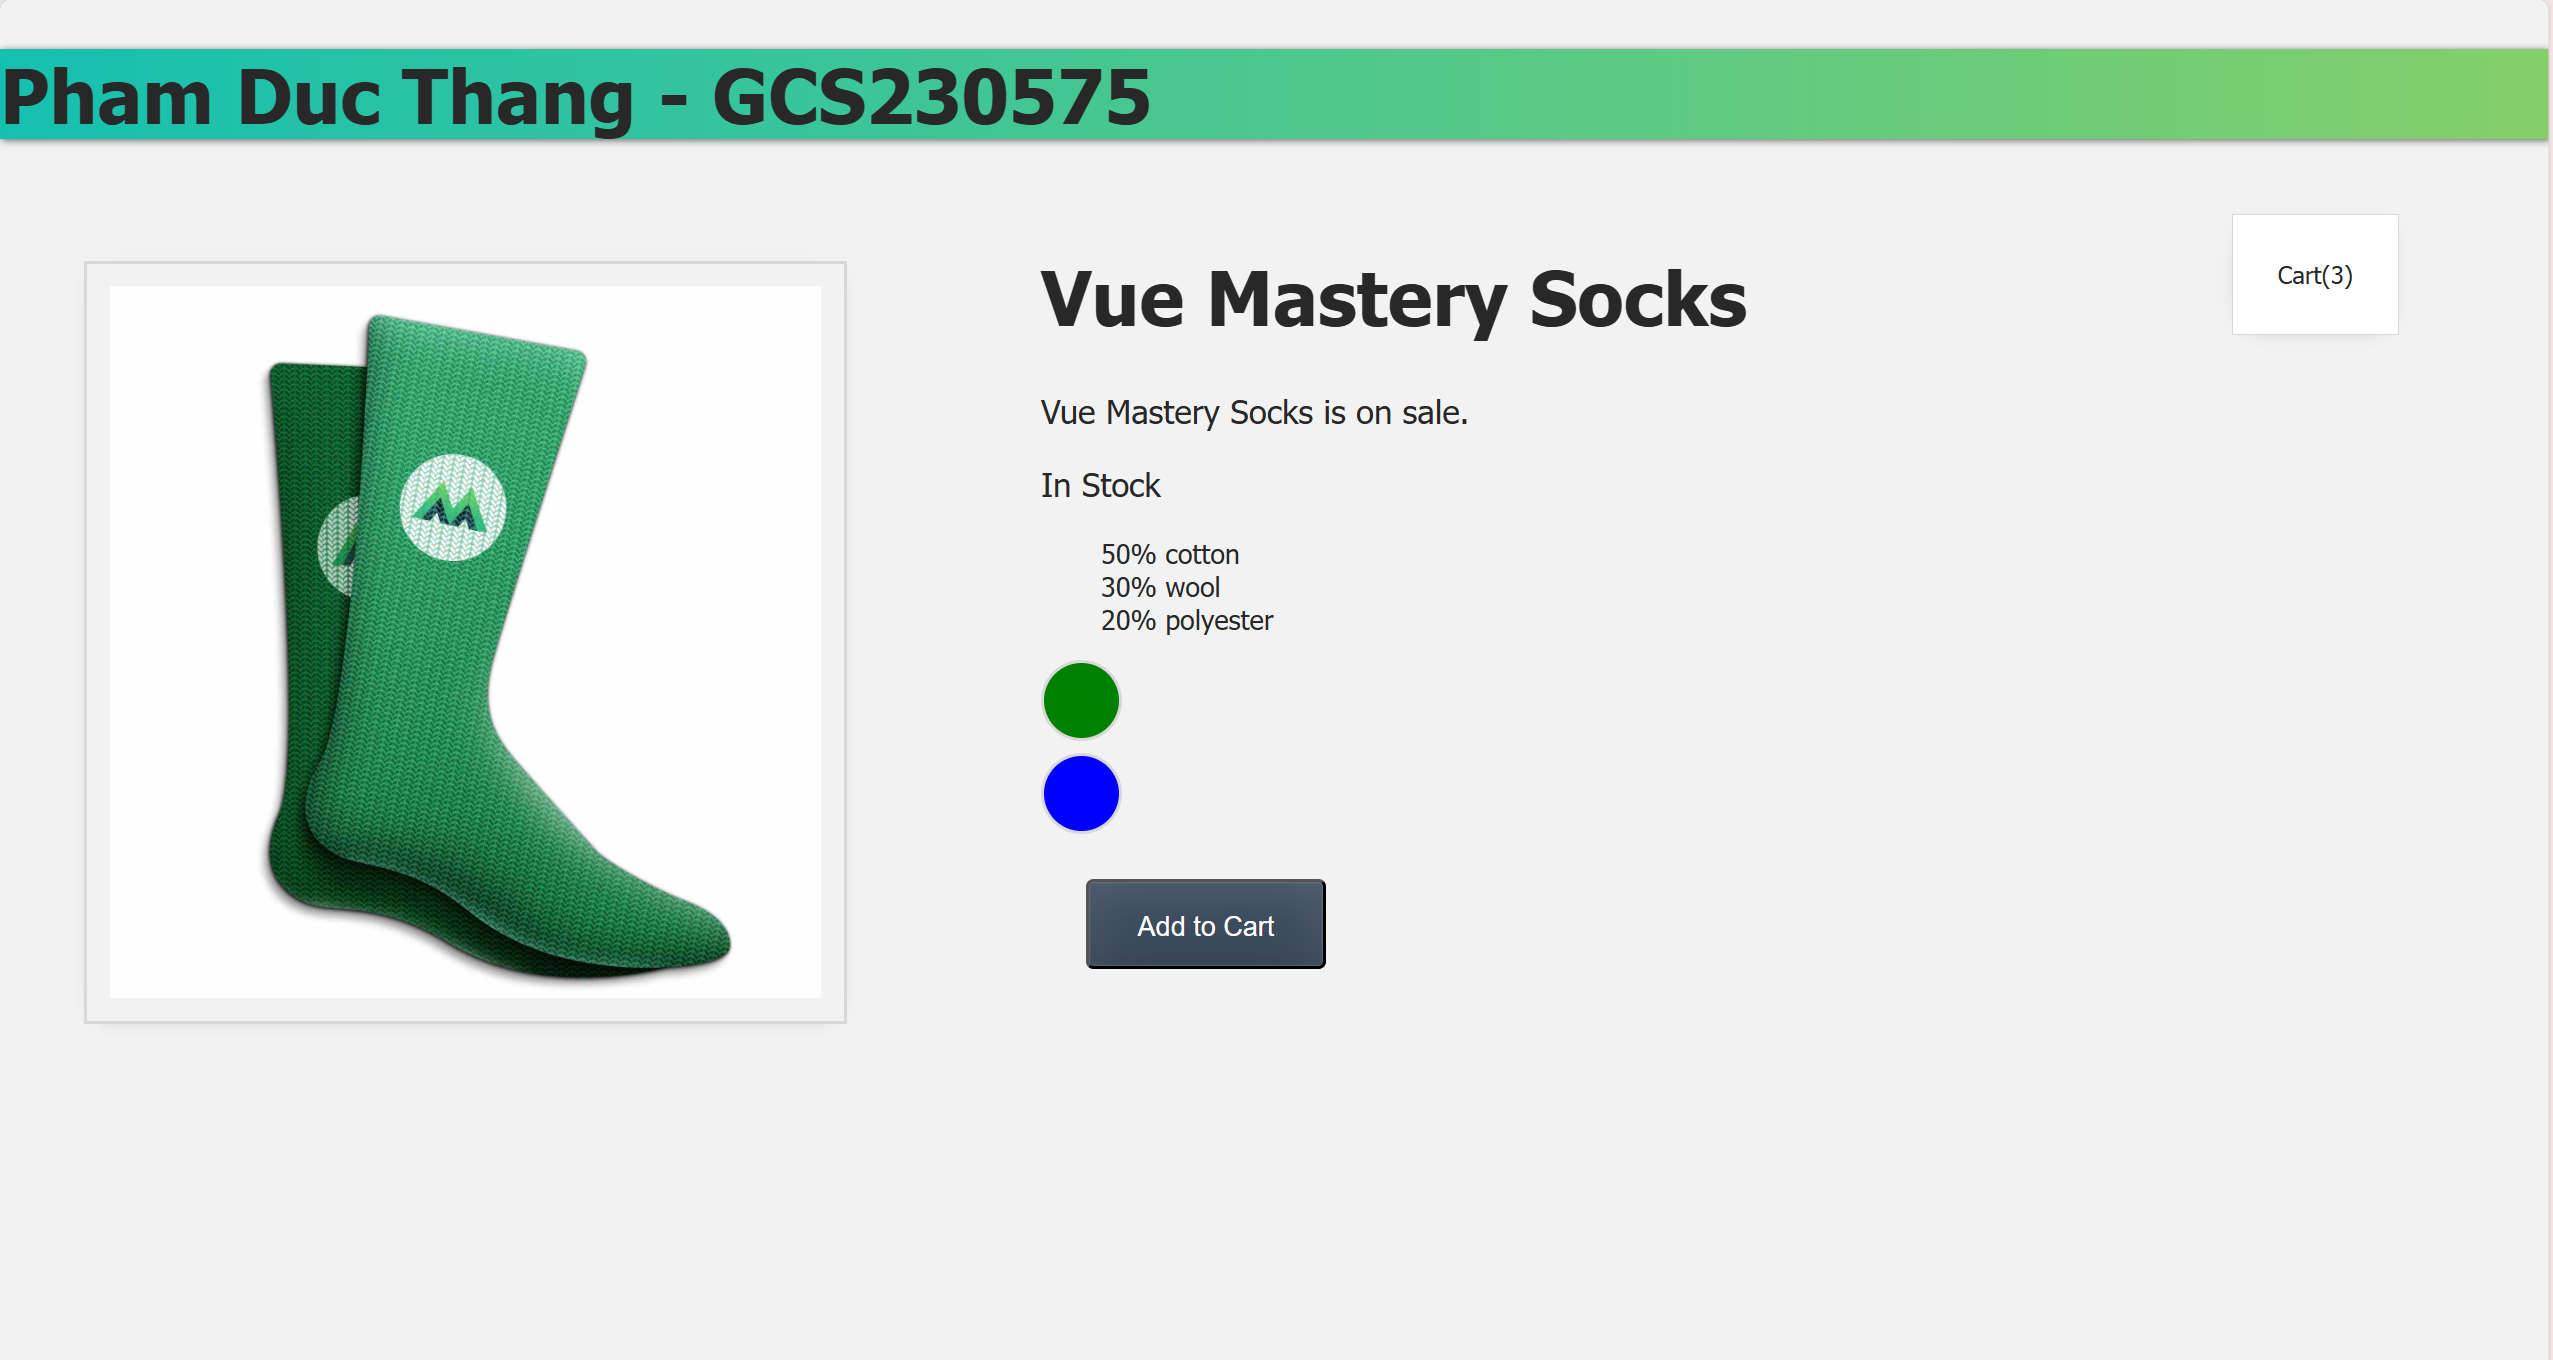 Pham Duc Thang - GCS230575
Cart(3)
Vue Mastery Socks
Vue Mastery Socks is on sale.
In Stock
50% cotton
30% wool
20% polyester
Add to Cart